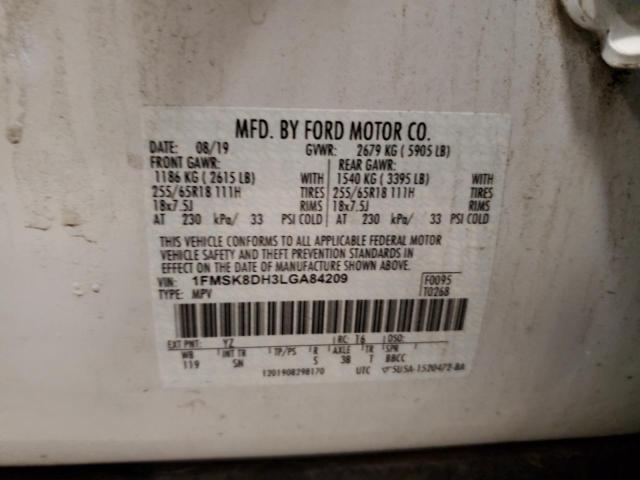 MFD. BY FORD MOTOR CO.
DATE: 08/19 GVWR: 2679 KG ( 5905 LB)
FRONT GAWR: REAR GAWR:
1186 KG ( 2615 LB) WITH 1540 KG ( 3395 LB) WITH
255/65R18 111H TIRES 255/65R18 111H TIRES
18x7.5J RIMS 18x7.5J RIMS
AT 230 kPa/ 33 PSI COLD AT 230 kPa/ 33 PSI COLD
THIS VEHICLE CONFORMS TO ALL APPLICABLE FEDERAL MOTOR
VEHICLE SAFETY AND THEFT PREVENTION STANDARDS IN
EFFECT ON THE DATE OF MANUFACTURE SHOWN ABOVE.
VIN: 1FMSK8DH3LGA84209 F0095
TYPE: MPV T0268
EXT PNT: YZ RC: 16 DSO:
WB INT TR TP/PS R AXLE TR SPR
119 SN S 3B T BBCC
1201908298170 UTC 5USA-1520472-BA